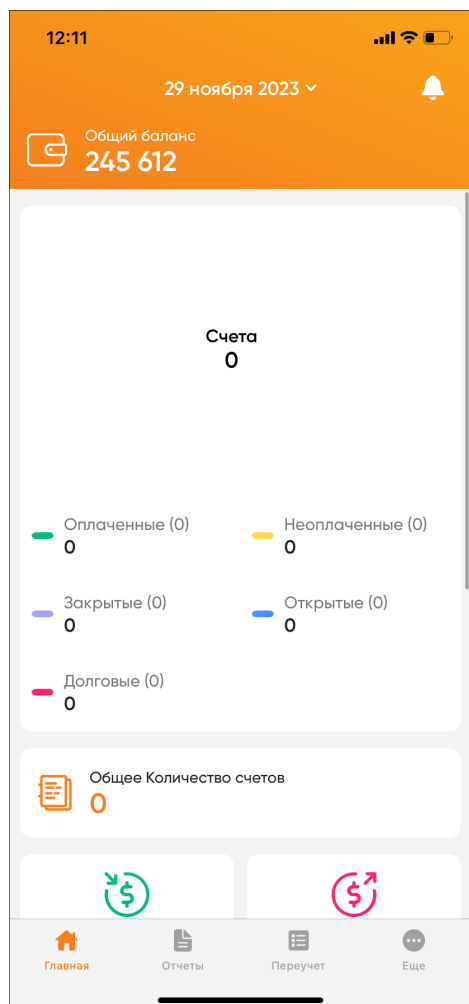 12:11
29 ноября 2023
Общий баланс
245 612
Счета
0
Оплаченные (0)
0
Неоплаченные (0)
0
Закрытые (0)
0
Открытые (0)
0
Долговые (0)
0
Общее Количество счетов
0
Главная
Отчеты
Переучет
Еще